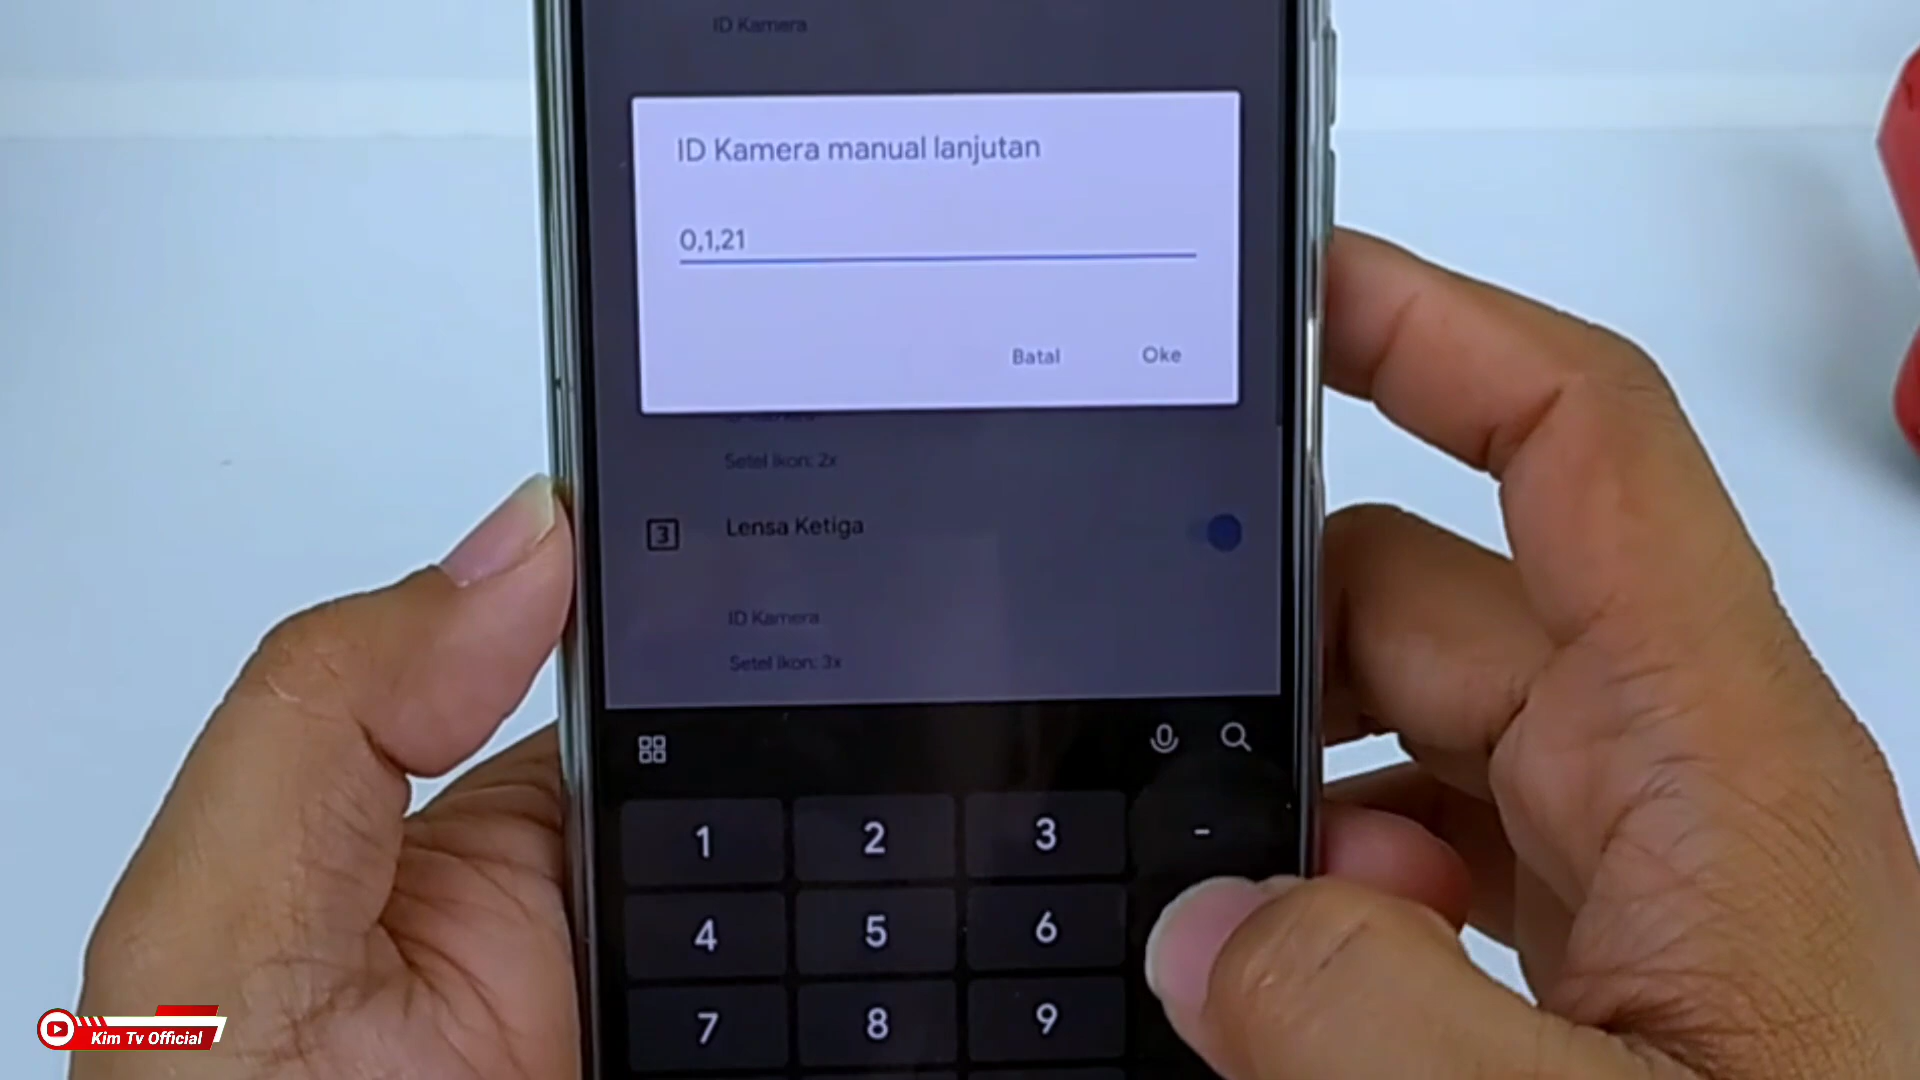 ID Kamera
ID Kamera manual lanjutan
0,1,21
Batal
Oke
Setel ikon: 2x
3
Lensa Ketiga
ID Kamera
Setel ikon: 3x
1
2
3
-
4
5
6
7
8
9
Kim Tv Official